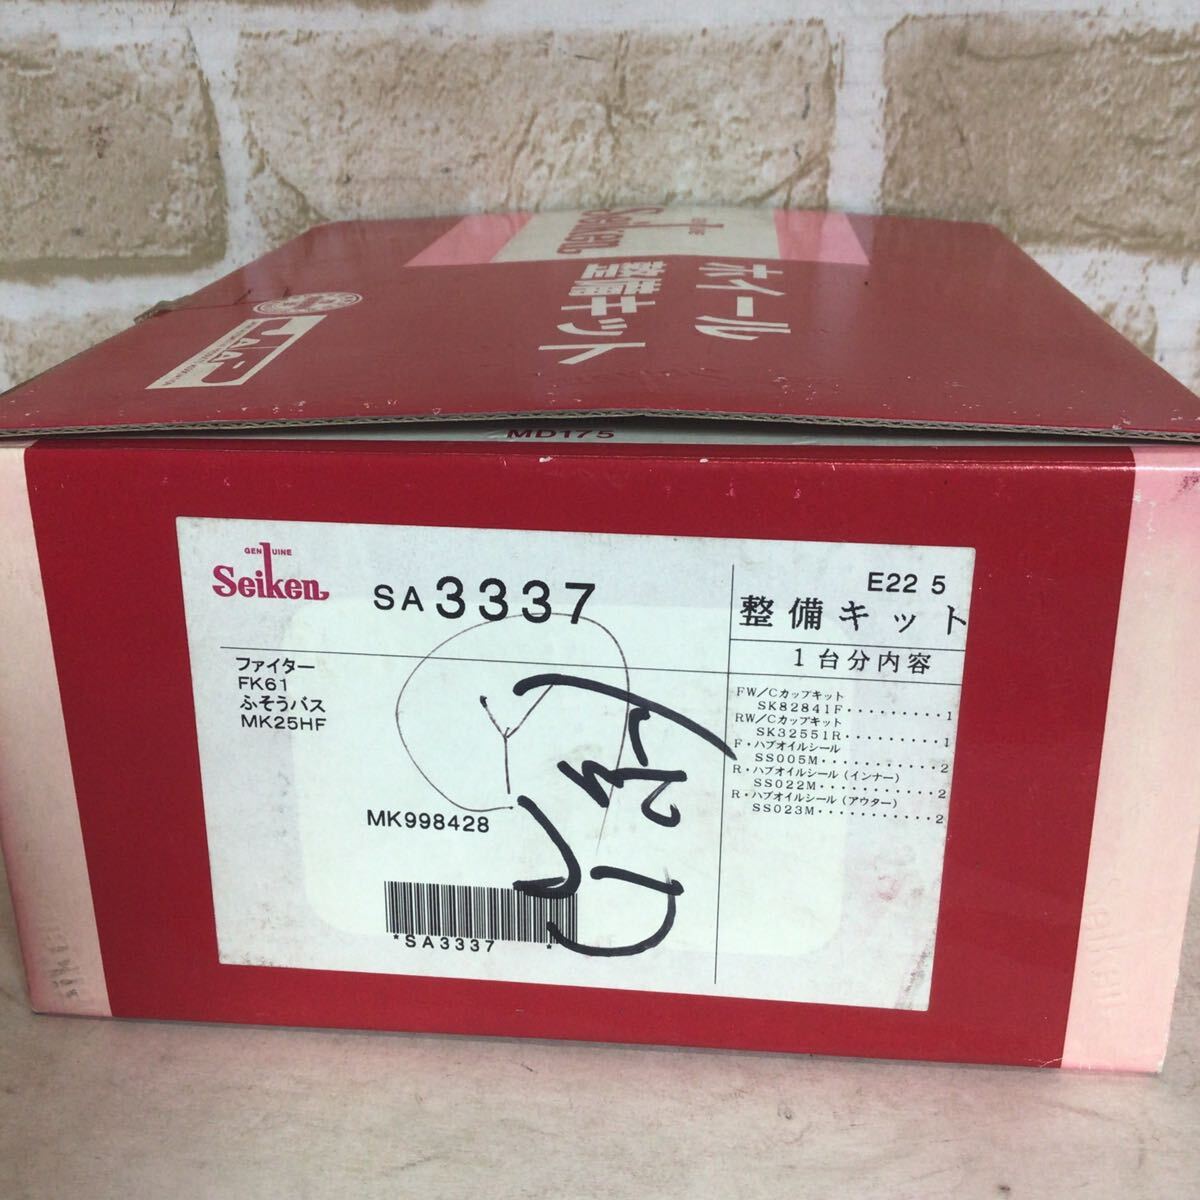 GENUINE
Seiken
ホイール
整備キット
JAAP
MD175
GENUINE
Seiken
SA3337
ファイター
FK61
ふそうバス
MK25HF
MK998428
*SA3337 *
E22 5
整備キット
1台分内容
FW/Cカップキット
SK82841F・・・・・・・・・1
RW/Cカップキット
SK32551R・・・・・・・・・1
F・ハブオイルシール
SS005M・・・・・・・・・・・2
R・ハブオイルシール(インナー)
SS022M・・・・・・・・・・・2
R・ハブオイルシール(アウター)
SS023M・・・・・・・・・・・2